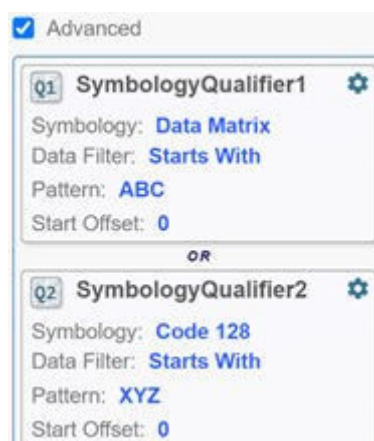 Advanced
Q1 SymbologyQualifier1
Symbology: Data Matrix
Data Filter: Starts With
Pattern: ABC
Start Offset: 0
OR
Q2 SymbologyQualifier2
Symbology: Code 128
Data Filter: Starts With
Pattern: XYZ
Start Offset: 0